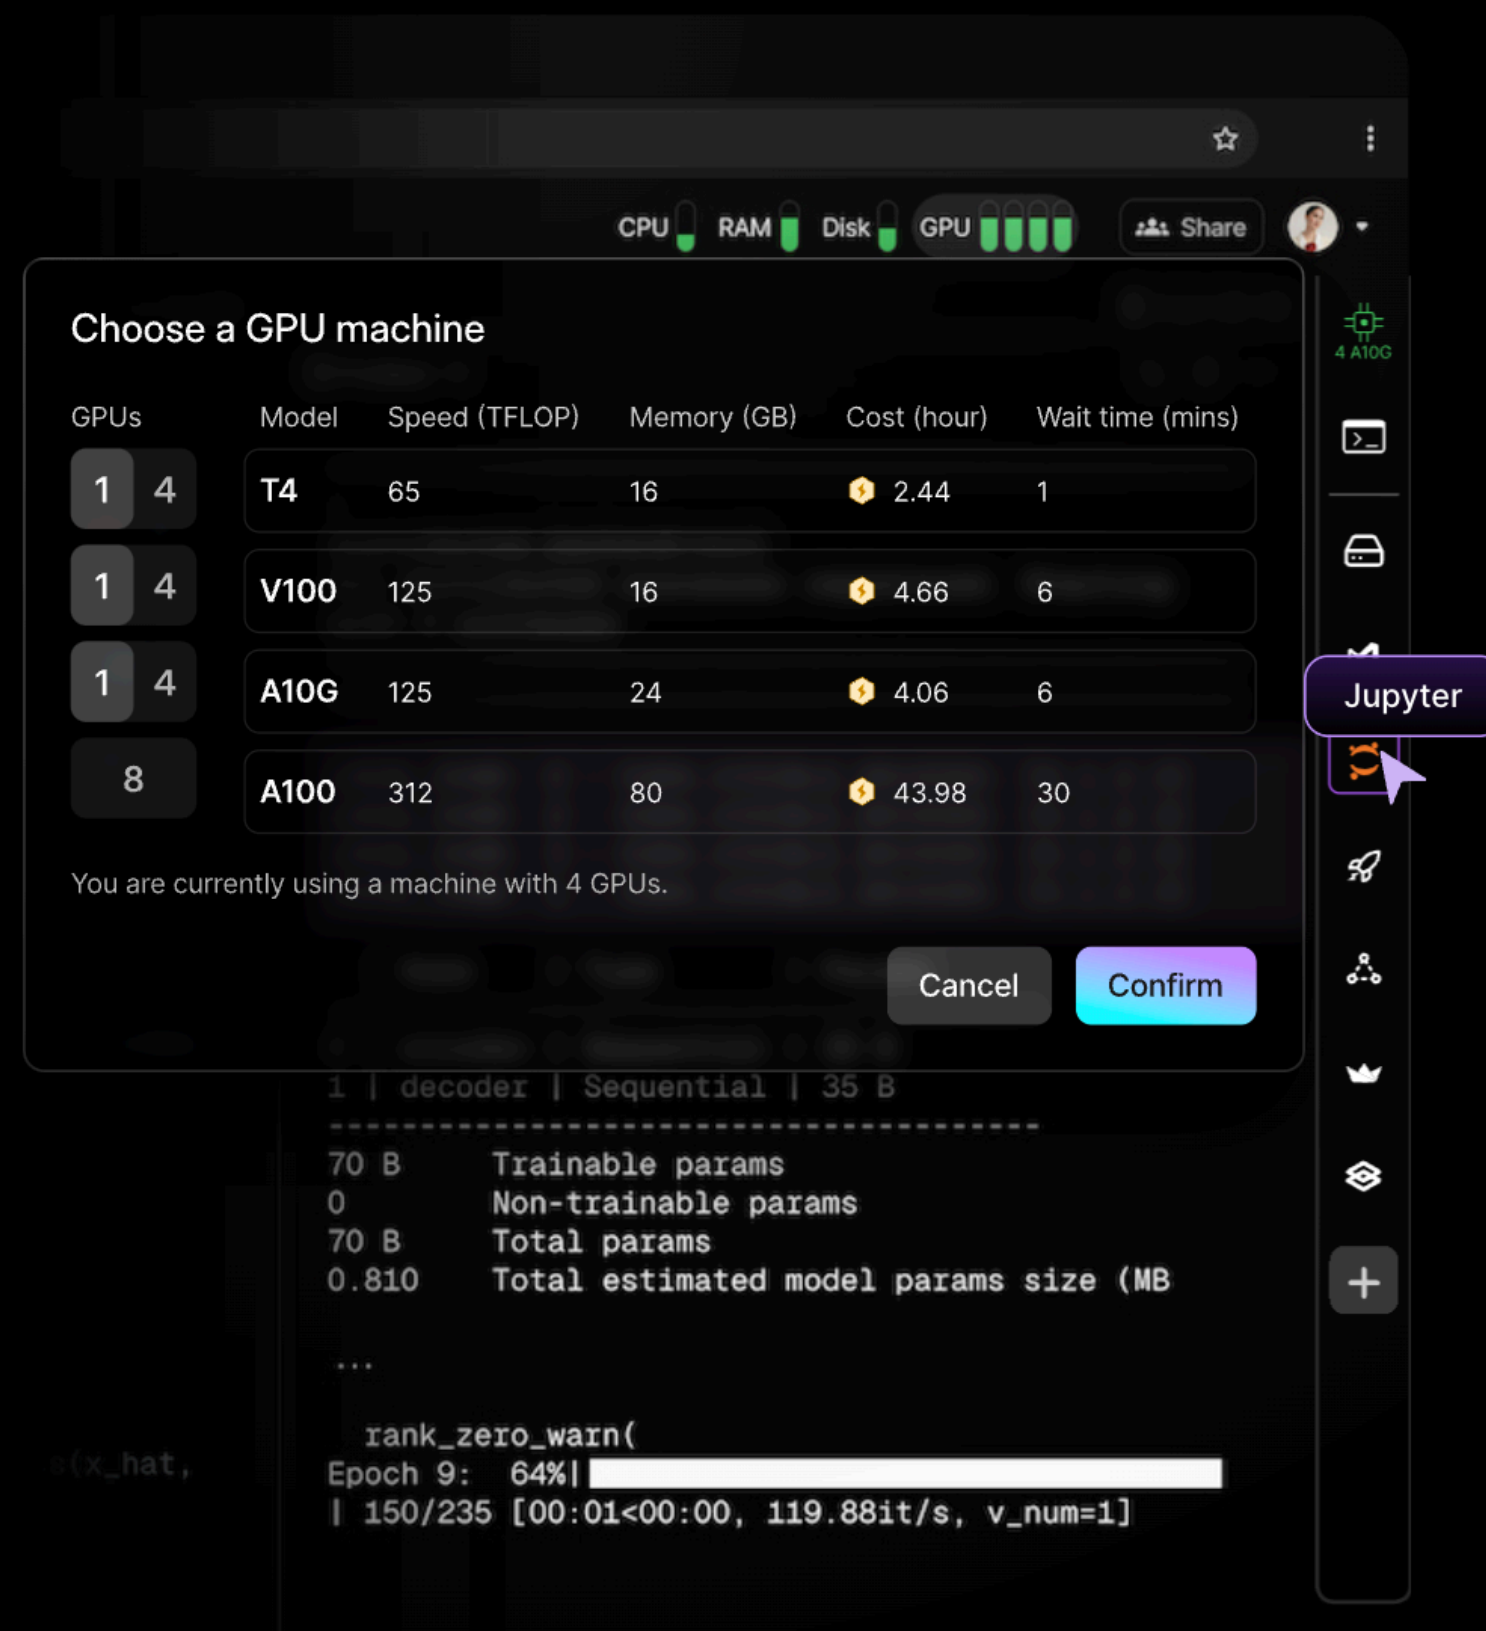 CPU RAM Disk GPU Share
Choose a GPU machine
4 A10G
GPUs Model Speed (TFLOP) Memory (GB) Cost (hour) Wait time (mins)
1 4 T4 65 16 2.44 1
1 4 V100 125 16 4.66 6
1 4 A10G 125 24 4.06 6
Jupyter
8 A100 312 80 43.98 30
You are currently using a machine with 4 GPUs.
Cancel Confirm
1 | decoder | Sequential | 35 B
---------------------------------------
70 B Trainable params
0 Non-trainable params
70 B Total params
0.810 Total estimated model params size (MB
...
rank_zero_warn(
(x_hat,
Epoch 9: 64%|
| 150/235 [00:01<00:00, 119.88it/s, v_num=1]